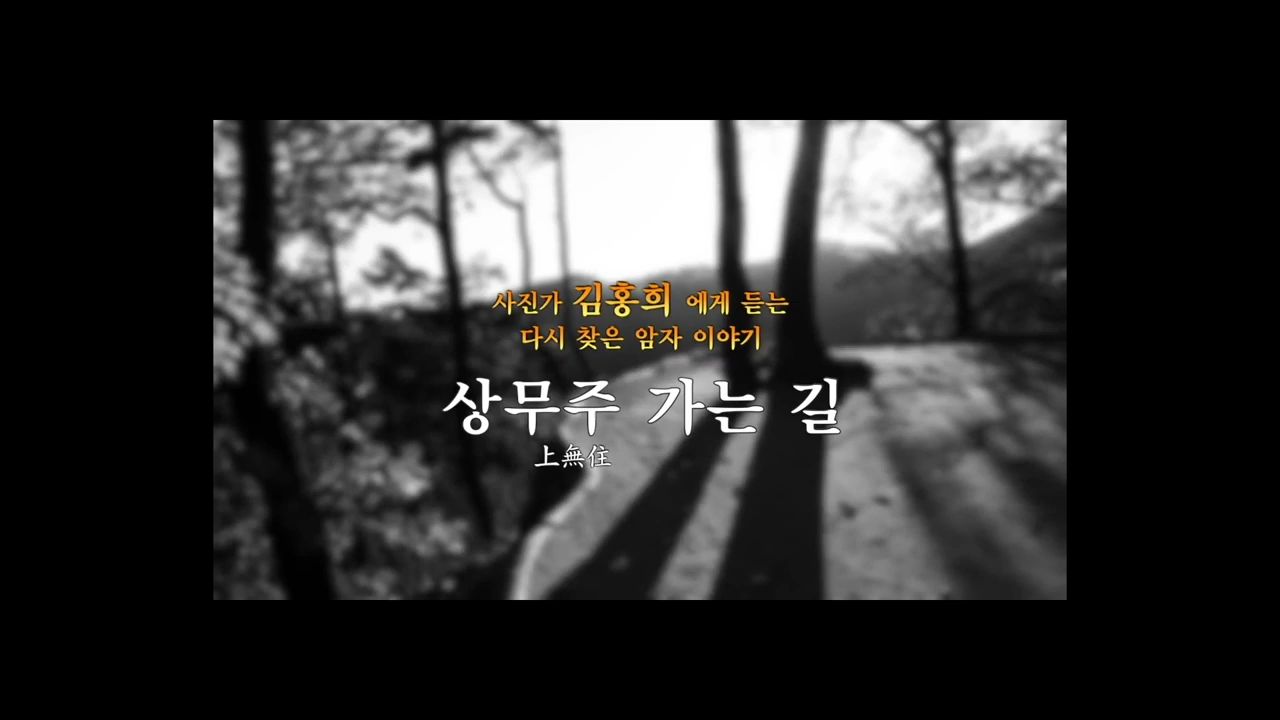 사진가 김홍희 에게 듣는
다시 찾은 암자 이야기
상무주 가는 길
上無住